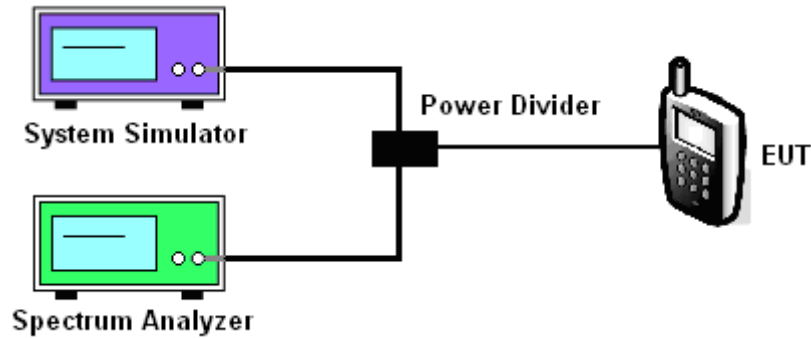 System Simulator
Power Divider
EUT
Spectrum Analyzer